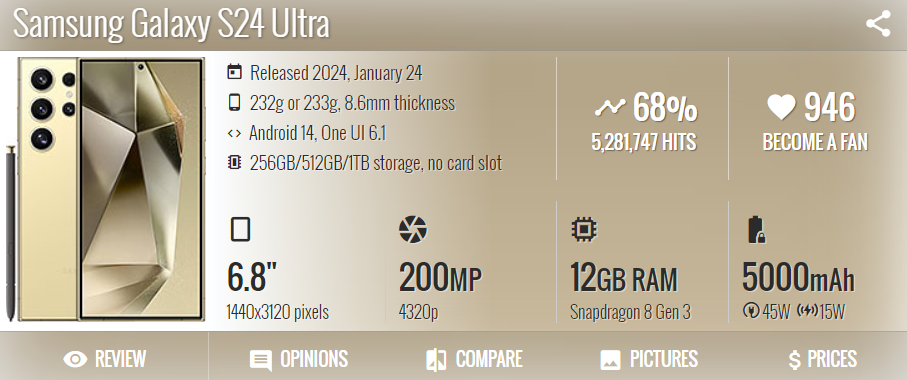 Samsung Galaxy S24 Ultra
Released 2024, January 24
232g or 233g, 8.6mm thickness
Android 14, One UI 6.1
256GB/512GB/1TB storage, no card slot
68%
5,281,747 HITS
946
BECOME A FAN
6.8"
1440x3120 pixels
200MP
4320p
12GB RAM
Snapdragon 8 Gen 3
5000mAh
45W 15W
REVIEW
OPINIONS
COMPARE
PICTURES
PRICES